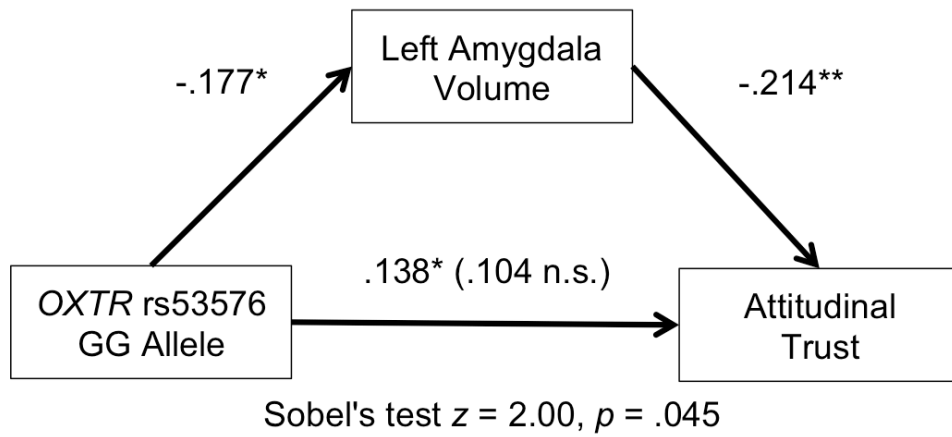 Left Amygdala
Volume
-.177*
-.214**
.138* (.104 n.s.)
OXTR rs53576
GG Allele
Attitudinal
Trust
Sobel's test z = 2.00, p = .045